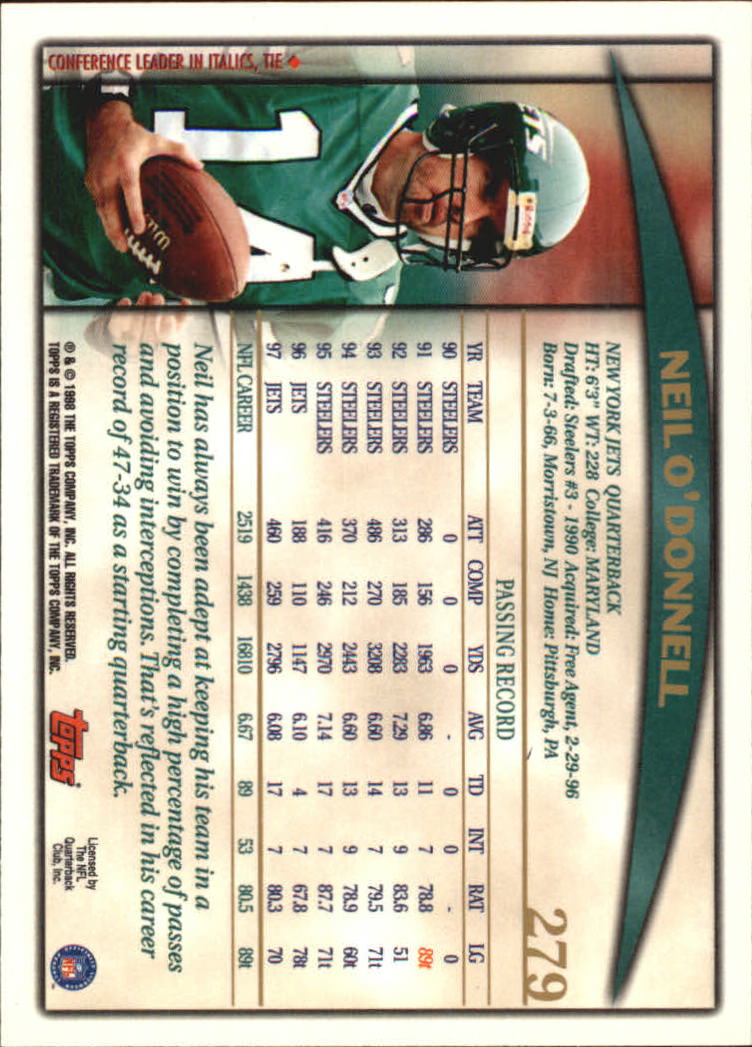 NEIL O'DONNELL
279
NEW YORK JETS QUARTERBACK
HT: 6'3" WT: 228 College: MARYLAND
Drafted: Steelers #3 - 1990 Acquired: Free Agent, 2-29-96
Born: 7-3-66, Morristown, NJ Home: Pittsburgh, PA
PASSING RECORD
YR TEAM ATT COMP YDS AVG TD INT RAT LG
90 STEELERS 0 0 0 - 0 0 - 0
91 STEELERS 286 156 1963 6.86 11 7 78.8 89t
92 STEELERS 313 185 2283 7.29 13 9 83.6 51
93 STEELERS 486 270 3208 6.60 14 7 79.5 71t
94 STEELERS 370 212 2443 6.60 13 9 78.9 60t
95 STEELERS 416 246 2970 7.14 17 7 87.7 71t
96 JETS 188 110 1147 6.10 4 7 67.8 78t
97 JETS 460 259 2796 6.08 17 7 80.3 70
NFL CAREER 2519 1438 16810 6.67 89 53 80.5 89t
Neil has always been adept at keeping his team in a
position to win by completing a high percentage of passes
and avoiding interceptions. That's reflected in his career
record of 47-34 as a starting quarterback.
® & © 1998 THE TOPPS COMPANY, INC. ALL RIGHTS RESERVED.
TOPPS IS A REGISTERED TRADEMARK OF THE TOPPS COMPANY, INC.
topps
Licensed by
The NFL
Quarterback
Club, Inc.
NFL
CONFERENCE LEADER IN ITALICS, TIE ♦
1